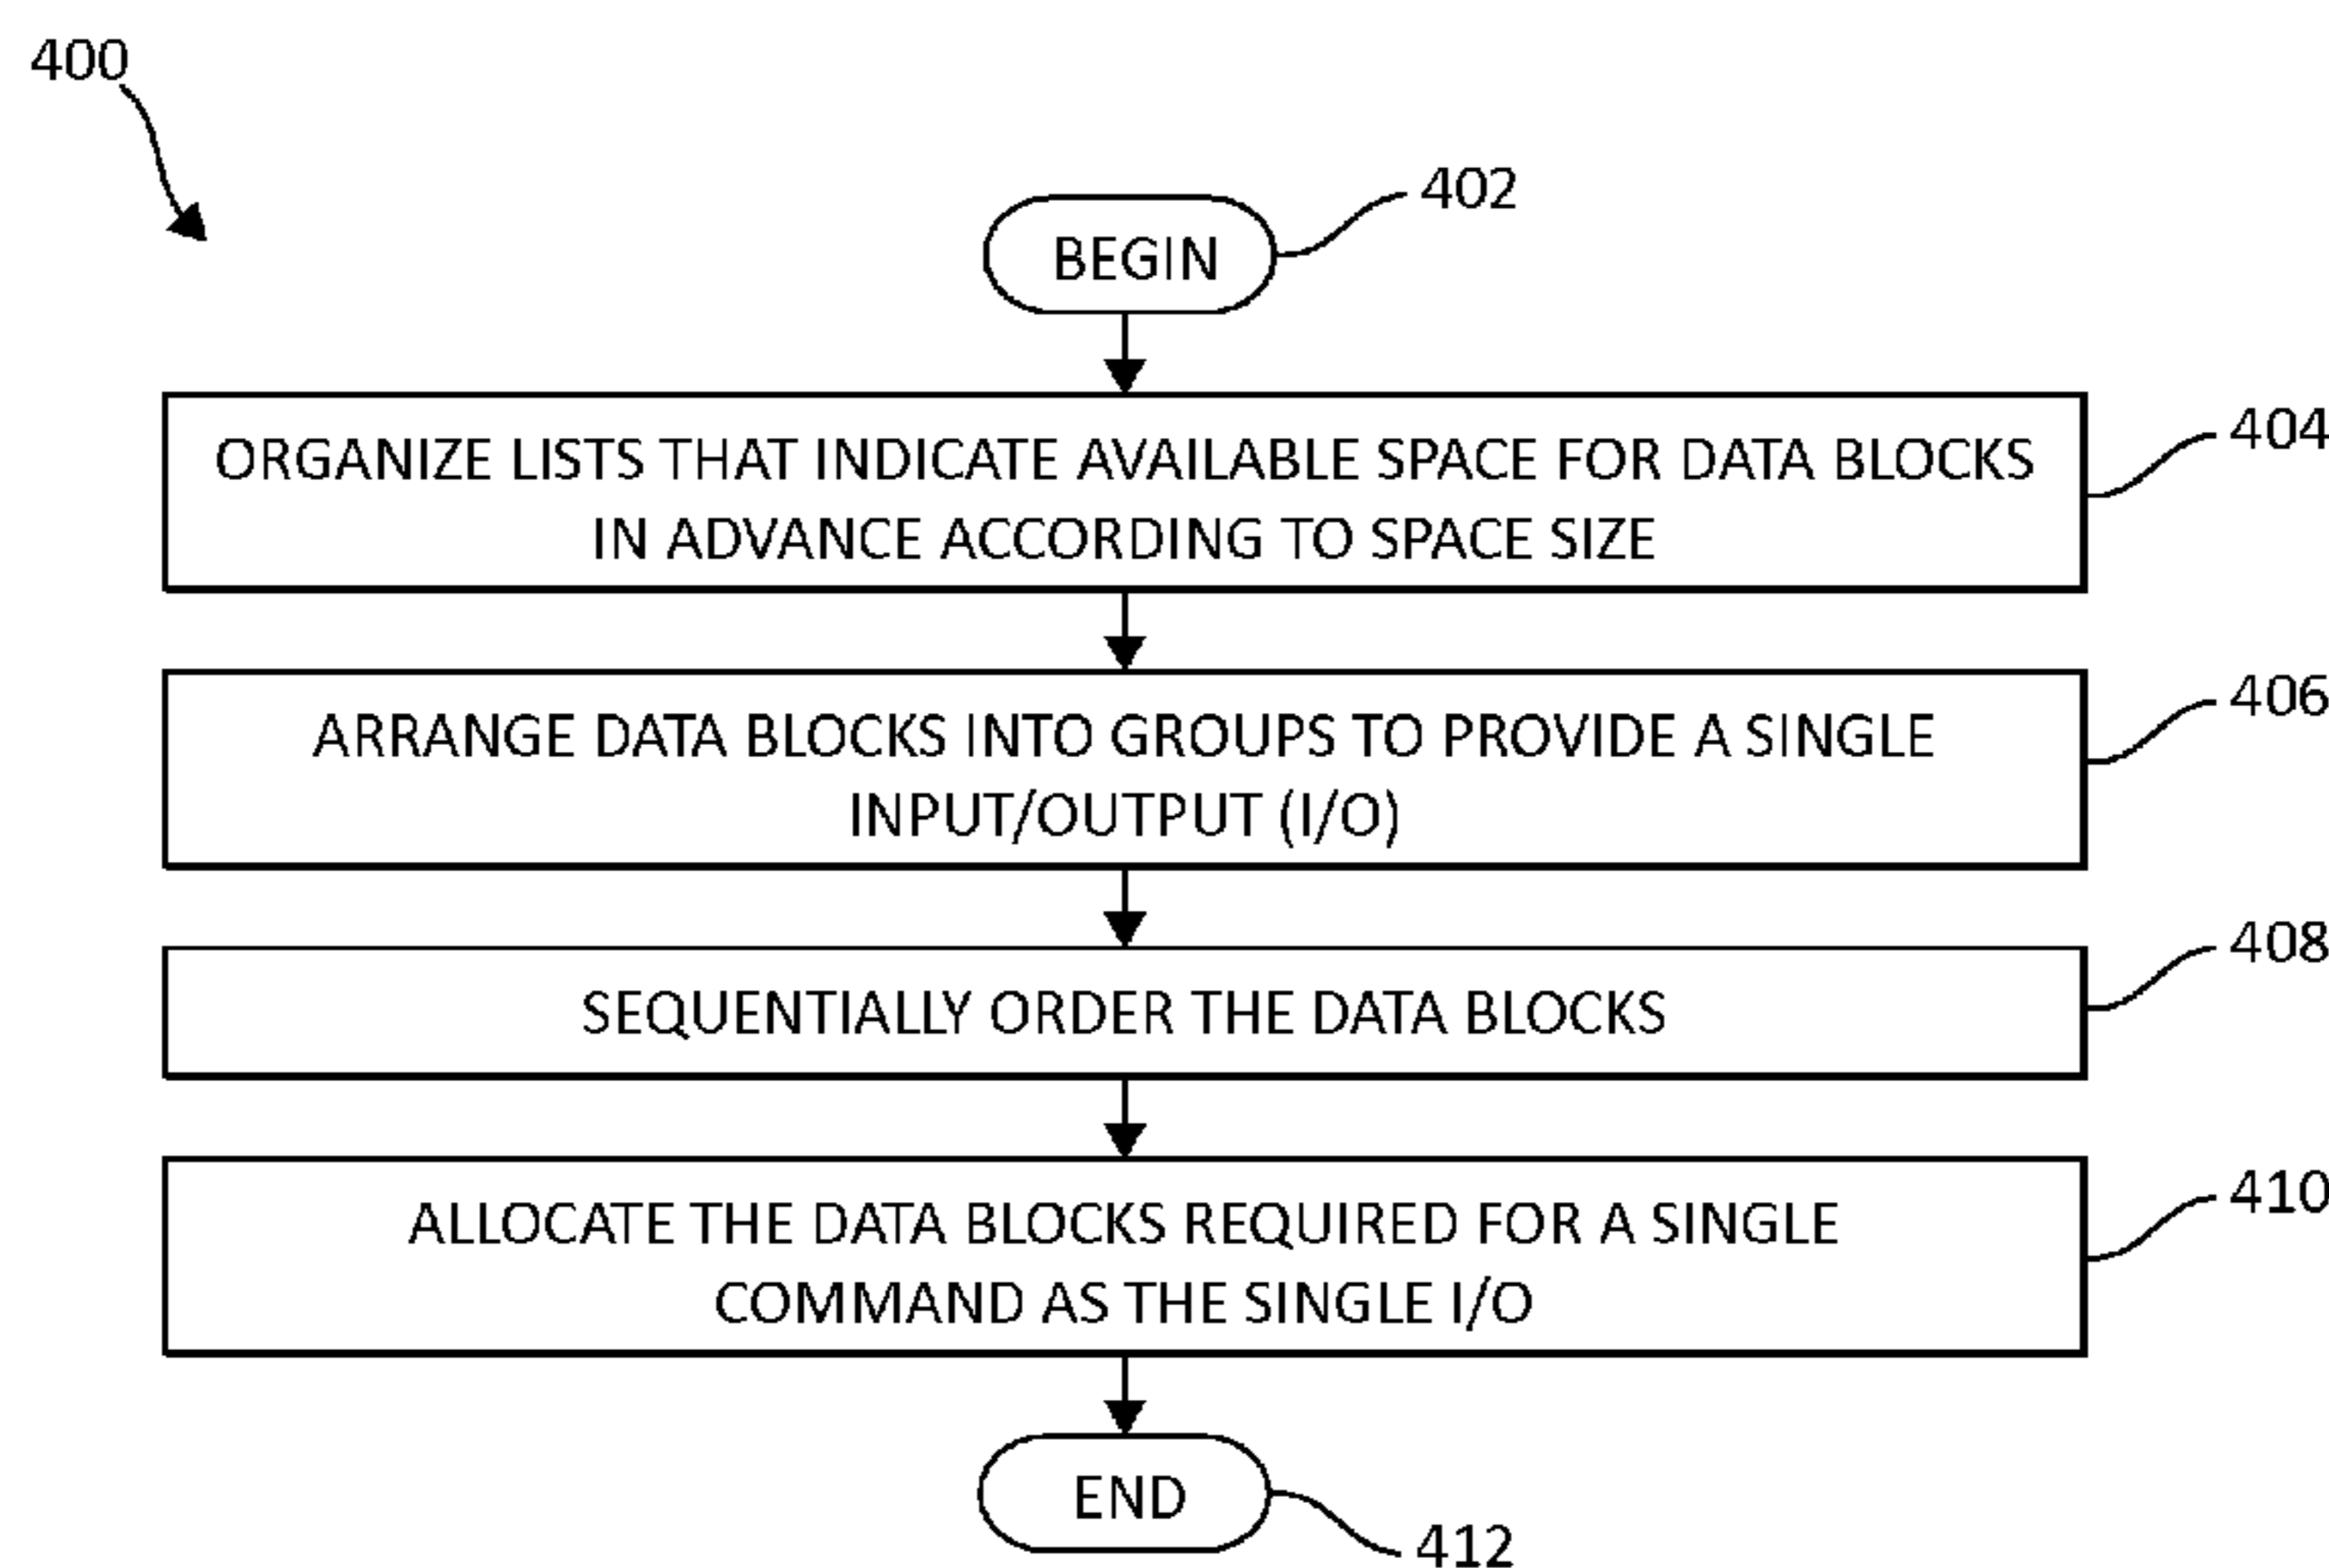 400
402
BEGIN
404
ORGANIZE LISTS THAT INDICATE AVAILABLE SPACE FOR DATA BLOCKS
IN ADVANCE ACCORDING TO SPACE SIZE
406
ARRANGE DATA BLOCKS INTO GROUPS TO PROVIDE A SINGLE
INPUT/OUTPUT (I/O)
408
SEQUENTIALLY ORDER THE DATA BLOCKS
410
ALLOCATE THE DATA BLOCKS REQUIRED FOR A SINGLE
COMMAND AS THE SINGLE I/O
END
412